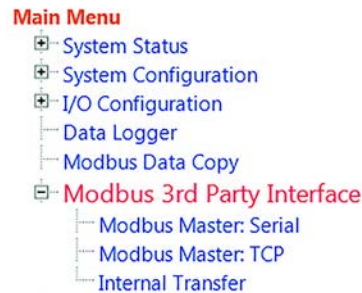 Main Menu
System Status
System Configuration
I/O Configuration
Data Logger
Modbus Data Copy
Modbus 3rd Party Interface
Modbus Master: Serial
Modbus Master: TCP
Internal Transfer